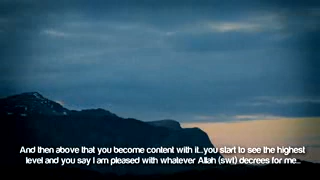 And then above that you become content with it..you start to see the highest
level and you say I am pleased with whatever Allah (swt) decrees for me..